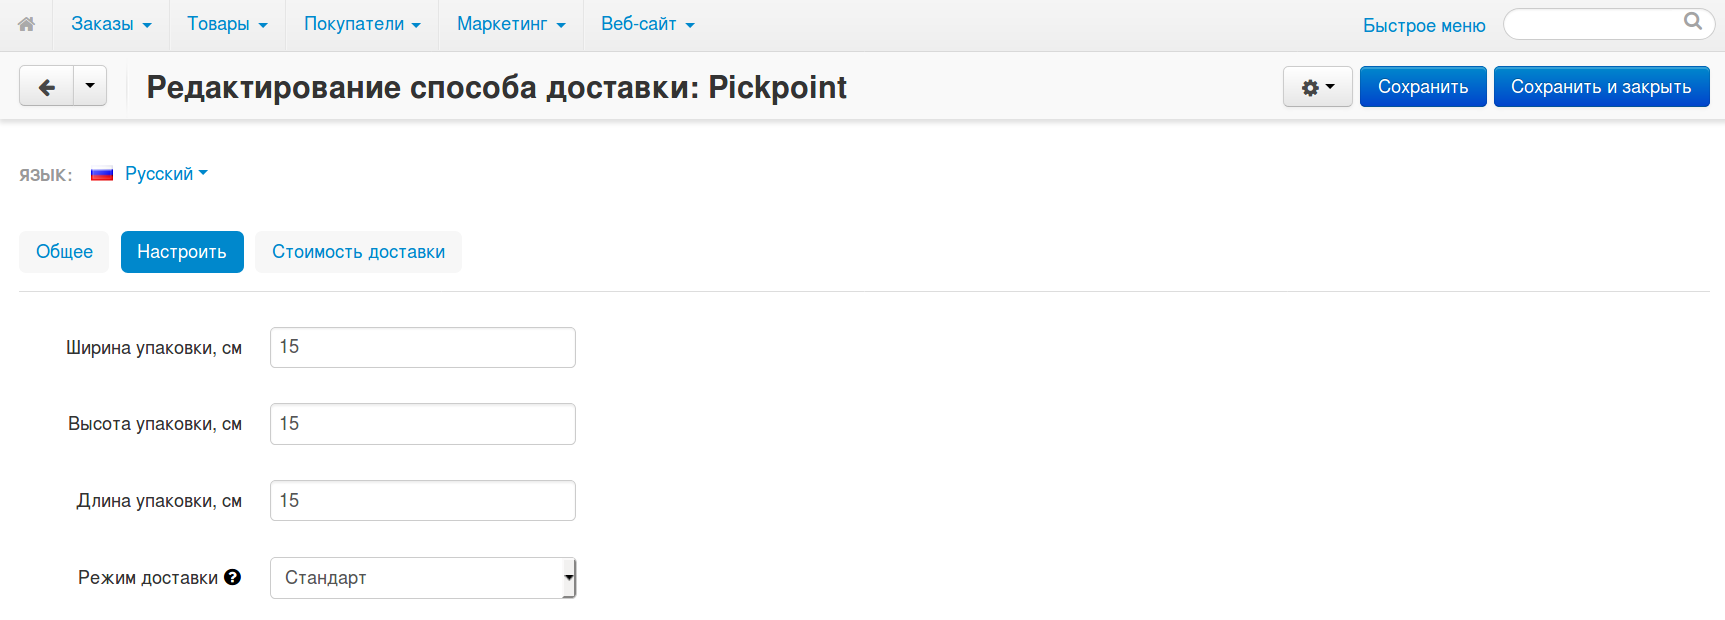 Заказы Товары Покупатели Маркетинг Веб-сайт Быстрое меню
Редактирование способа доставки: Pickpoint Сохранить Сохранить и закрыть
ЯЗЫК: Русский
Общее Настроить Стоимость доставки
Ширина упаковки, см 15
Высота упаковки, см 15
Длина упаковки, см 15
Режим доставки ? Стандарт